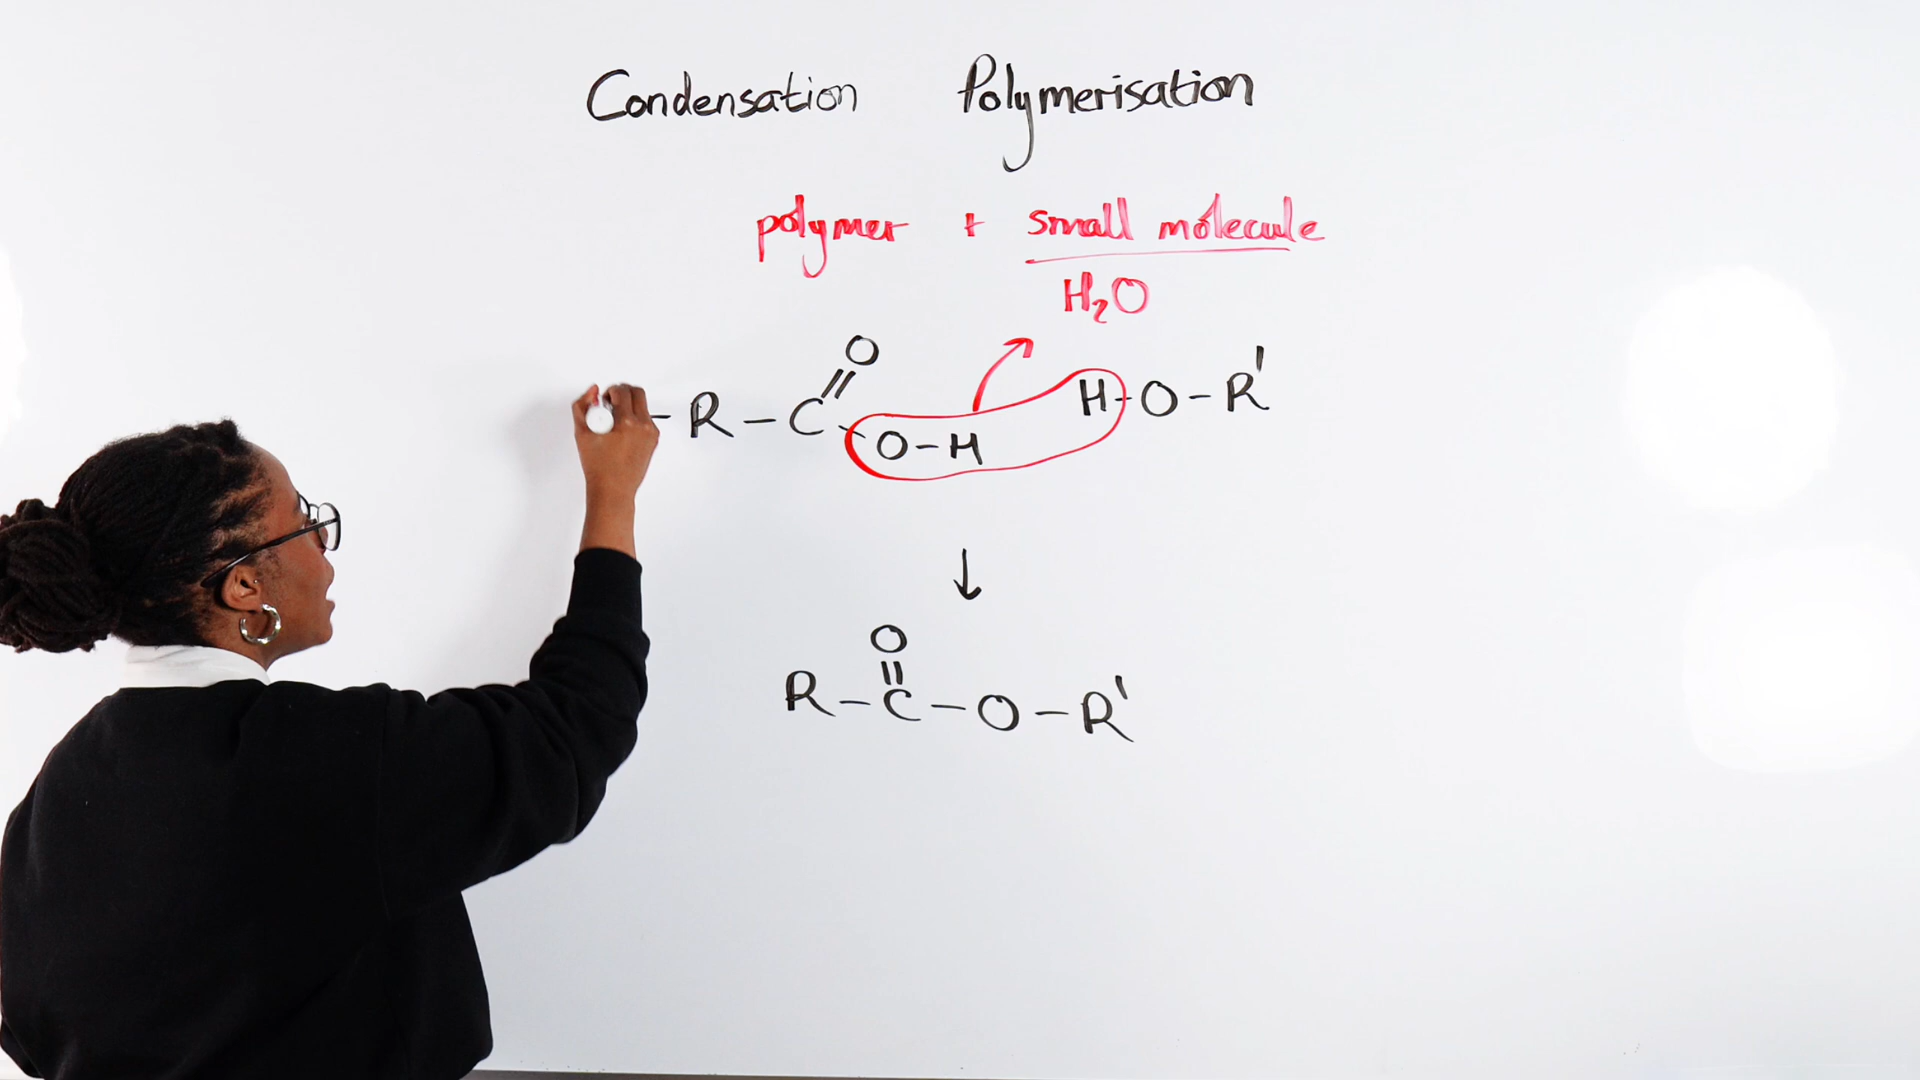 Condensation Polymerisation
polymer + small molecule
H₂O
O
- R - C
O - H
H - O - R'
↓
O
||
R - C - O - R'